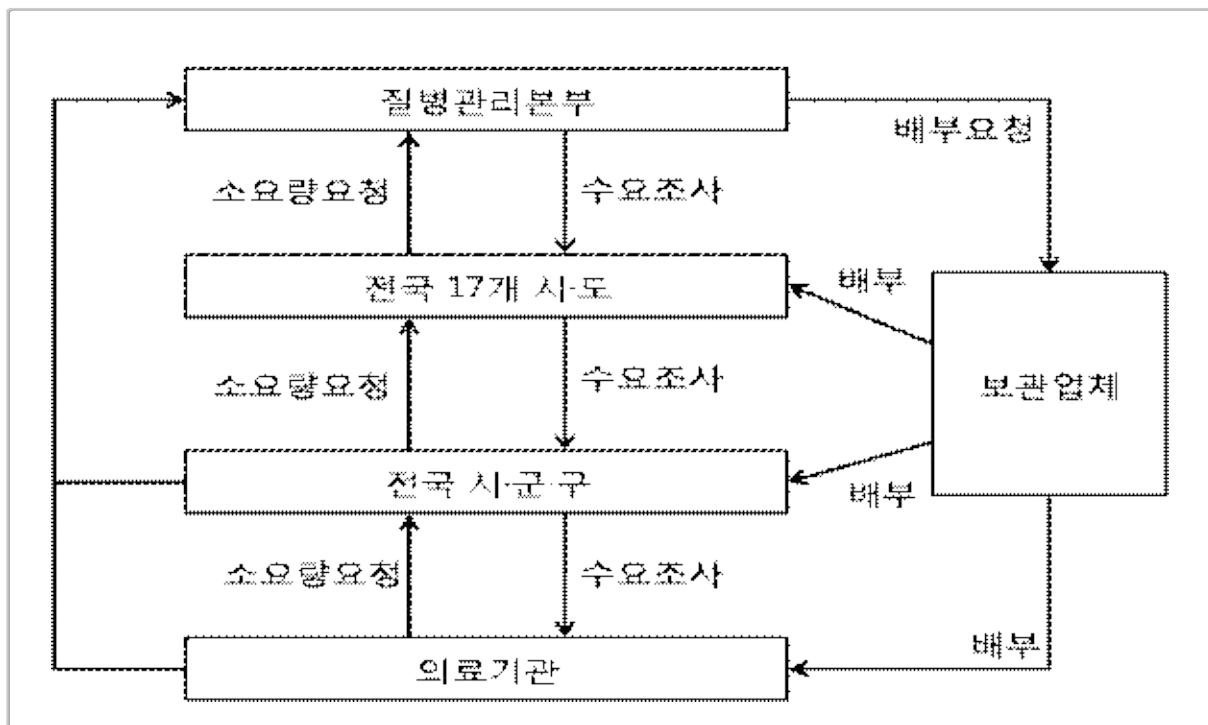 질병관리본부
배부요청
소요량요청
수요조사
전국 17개 시·도
배부
소요량요청
수요조사
보관업체
전국 시·군·구
배부
소요량요청
수요조사
배부
의료기관